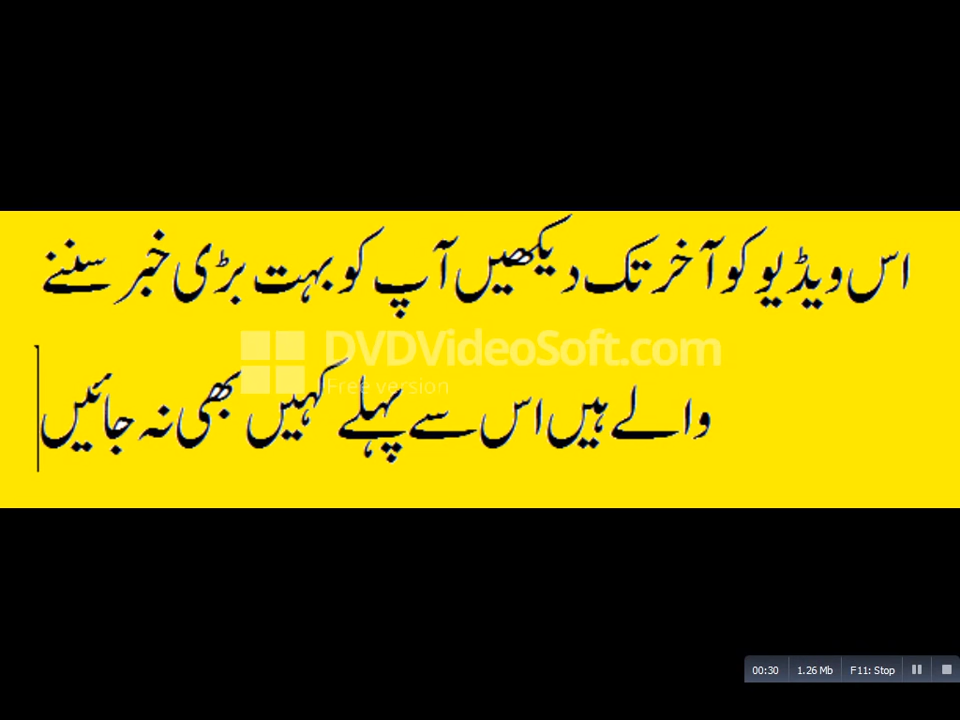 اس ویڈیو کو آخر تک دیکھیں آپ کو بہت بڑی خبر سننے
DVDVideoSoft.com
Free version
والے ہیں اس سے پہلے کہیں بھی نہ جائیں
00:30 1.26 Mb F11: Stop